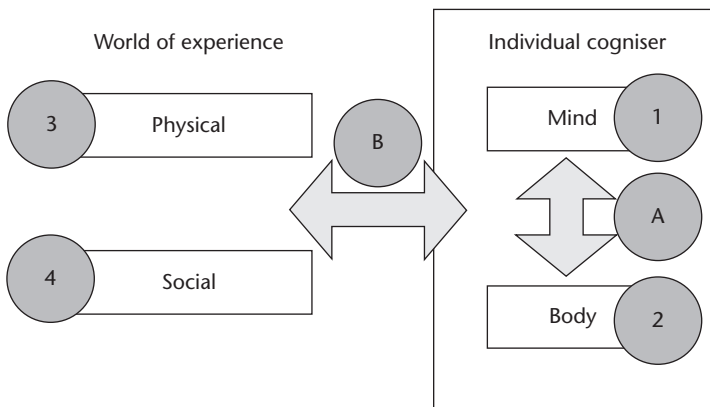 World of experience
Individual cogniser
3
Physical
B
Mind
1
A
4
Social
Body
2